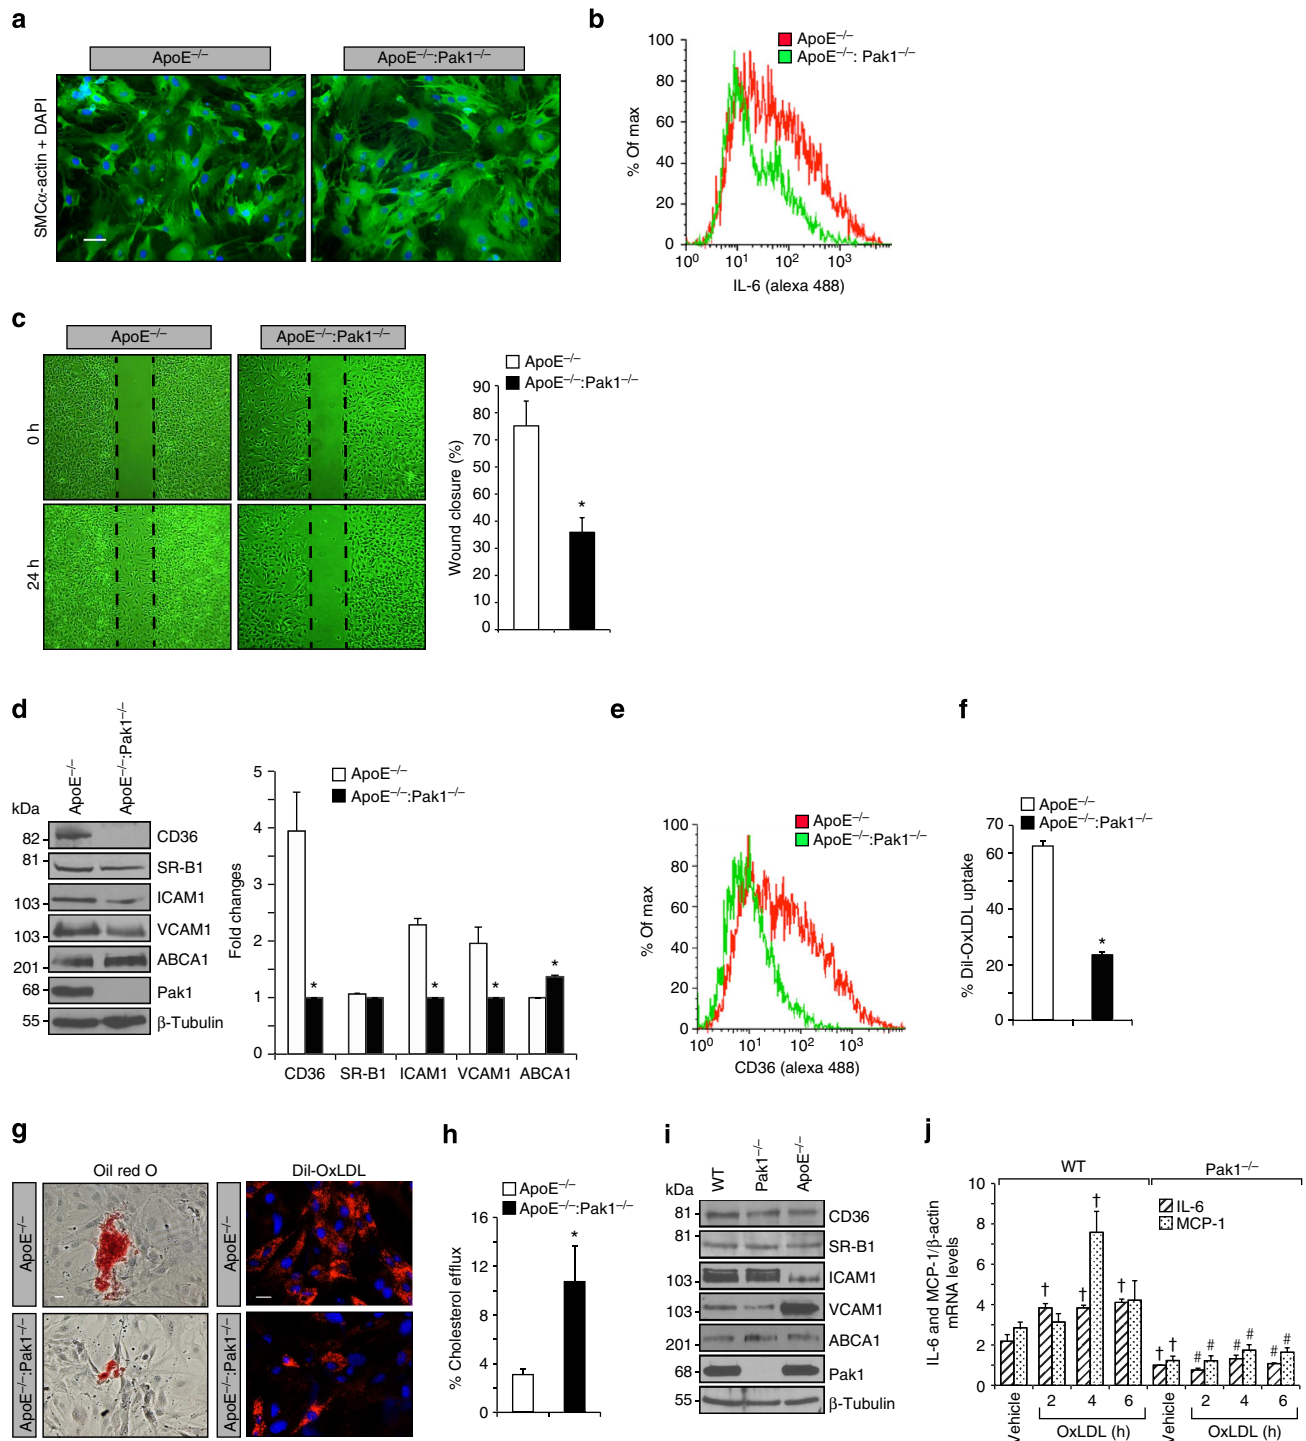 a
ApoE–/–
ApoE–/–:Pak1–/–
SMCα-actin + DAPI
b
ApoE–/–
ApoE–/–: Pak1–/–
% Of max
100
80
60
40
20
0
10⁰ 10¹ 10² 10³
IL-6 (alexa 488)
c
ApoE–/–
ApoE–/–:Pak1–/–
0 h
24 h
ApoE–/–
ApoE–/–:Pak1–/–
Wound closure (%)
90
80
70
60
40
30
20
10
0
*
d
ApoE–/–
ApoE–/–:Pak1–/–
kDa
82 CD36
81 SR-B1
103 ICAM1
103 VCAM1
201 ABCA1
68 Pak1
55 β-Tubulin
ApoE–/–
ApoE–/–:Pak1–/–
Fold changes
5
4
3
2
1
0
* * * *
CD36 SR-B1 ICAM1 VCAM1 ABCA1
e
ApoE–/–
ApoE–/–:Pak1–/–
% Of max
100
80
60
40
20
0
10⁰ 10¹ 10² 10³
CD36 (alexa 488)
f
ApoE–/–
ApoE–/–:Pak1–/–
% Dil-OxLDL uptake
70
60
40
20
0
*
g
Oil red O
Dil-OxLDL
ApoE–/–
ApoE–/–
ApoE–/–:Pak1–/–
ApoE–/–:Pak1–/–
h
ApoE–/–
ApoE–/–:Pak1–/–
% Cholesterol efflux
16
12
8
4
0
*
i
WT
Pak1–/–
ApoE–/–
kDa
81 CD36
81 SR-B1
103 ICAM1
103 VCAM1
201 ABCA1
68 Pak1
55 β-Tubulin
j
WT Pak1–/–
IL-6
MCP-1
IL-6 and MCP-1/β-actin
mRNA levels
10
8
6
4
2
0
† † † † † † # # # # # #
Vehicle 2 4 6 Vehicle 2 4 6
OxLDL (h) OxLDL (h)